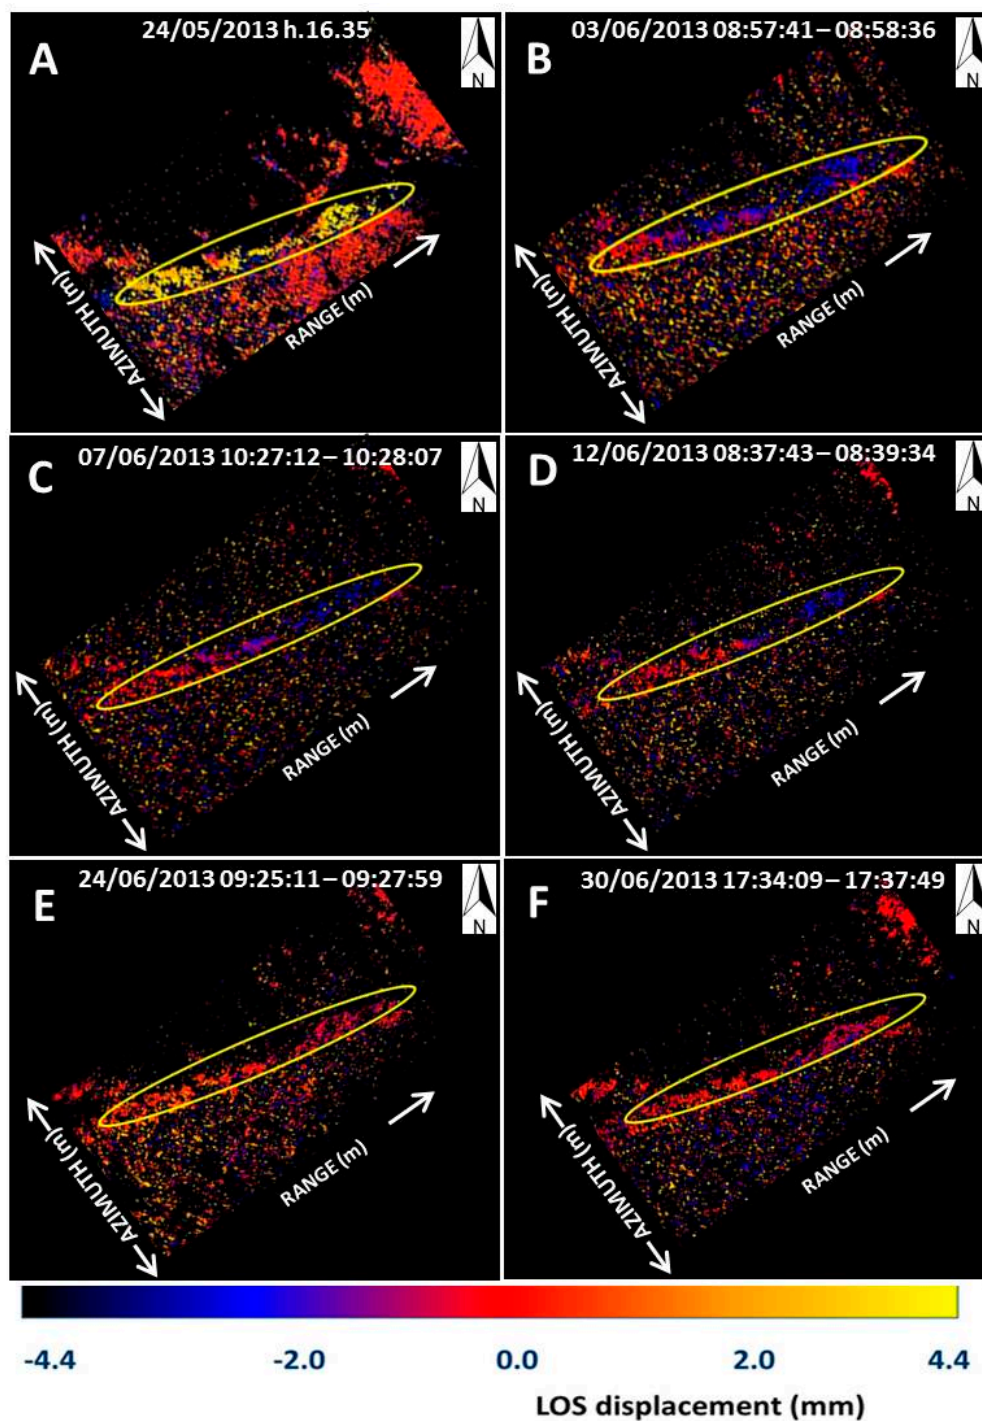 A
24/05/2013 h.16.35
N
AZIMUTH (m)
RANGE (m)
B
03/06/2013 08:57:41 – 08:58:36
N
AZIMUTH (m)
RANGE (m)
C
07/06/2013 10:27:12 – 10:28:07
N
AZIMUTH (m)
RANGE (m)
D
12/06/2013 08:37:43 – 08:39:34
N
AZIMUTH (m)
RANGE (m)
E
24/06/2013 09:25:11 – 09:27:59
N
AZIMUTH (m)
RANGE (m)
F
30/06/2013 17:34:09 – 17:37:49
N
AZIMUTH (m)
RANGE (m)
-4.4 -2.0 0.0 2.0 4.4
LOS displacement (mm)